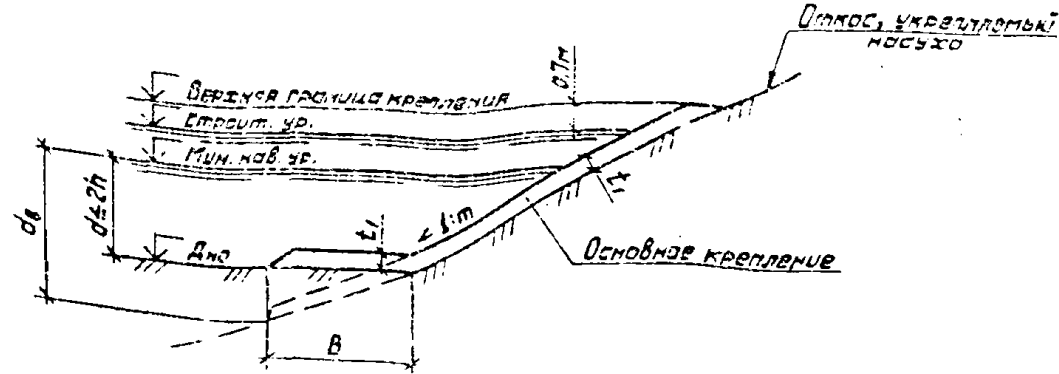 Откос, укрепляемый
насухо
0.7м
Верхняя граница крепления
Строит. ур.
Мин. нав. ур.
dв
d≤2h
t₁
1:m
t₁
Дно
Основное крепление
В